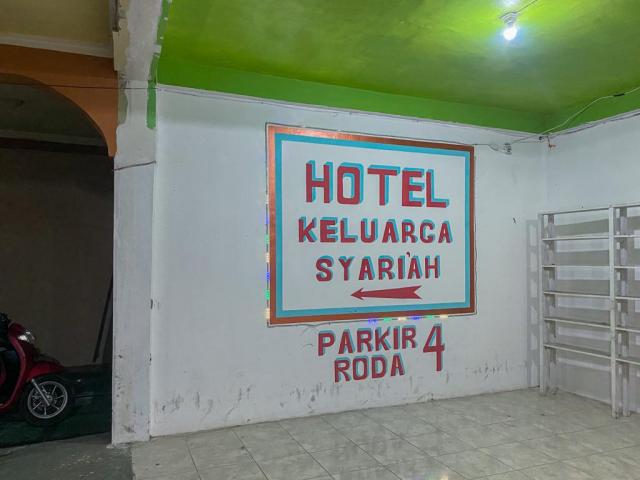 HOTEL
KELUARGA
SYARI'AH
PARKIR 4
RODA